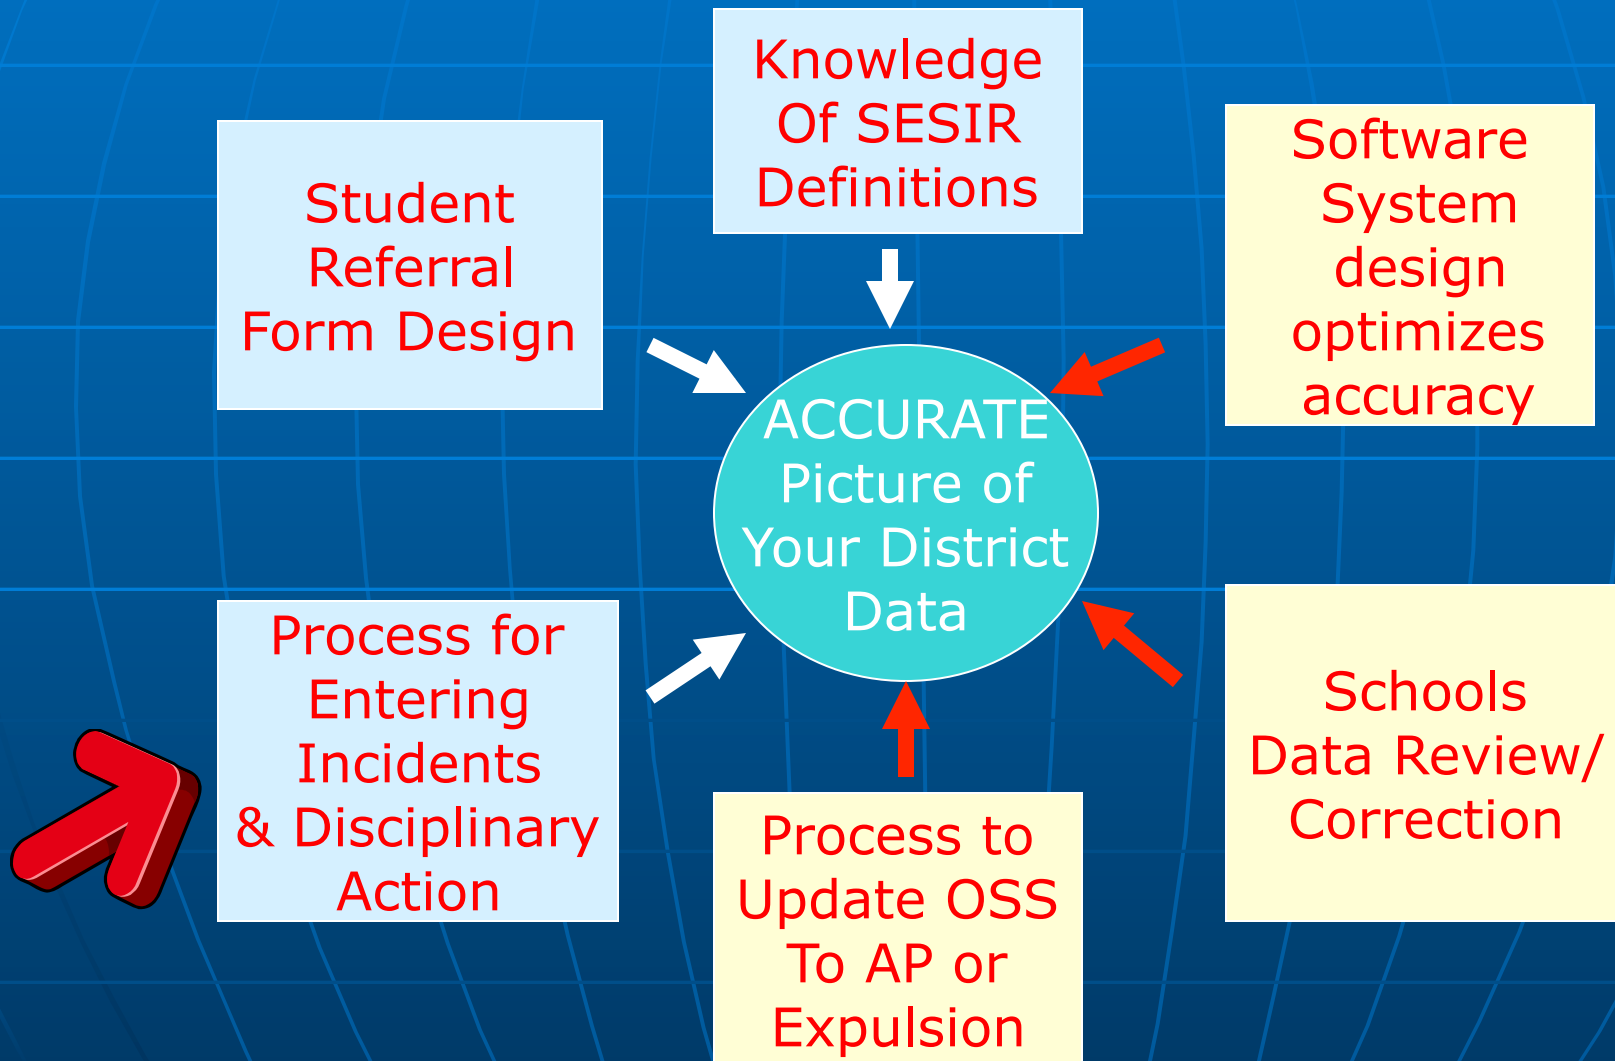 Knowledge
Of SESIR
Definitions
Student
Referral
Form Design
Software
System
design
optimizes
accuracy
ACCURATE
Picture of
Your District
Data
Process for
Entering
Incidents
& Disciplinary
Action
Process to
Update OSS
To AP or
Expulsion
Schools
Data Review/
Correction